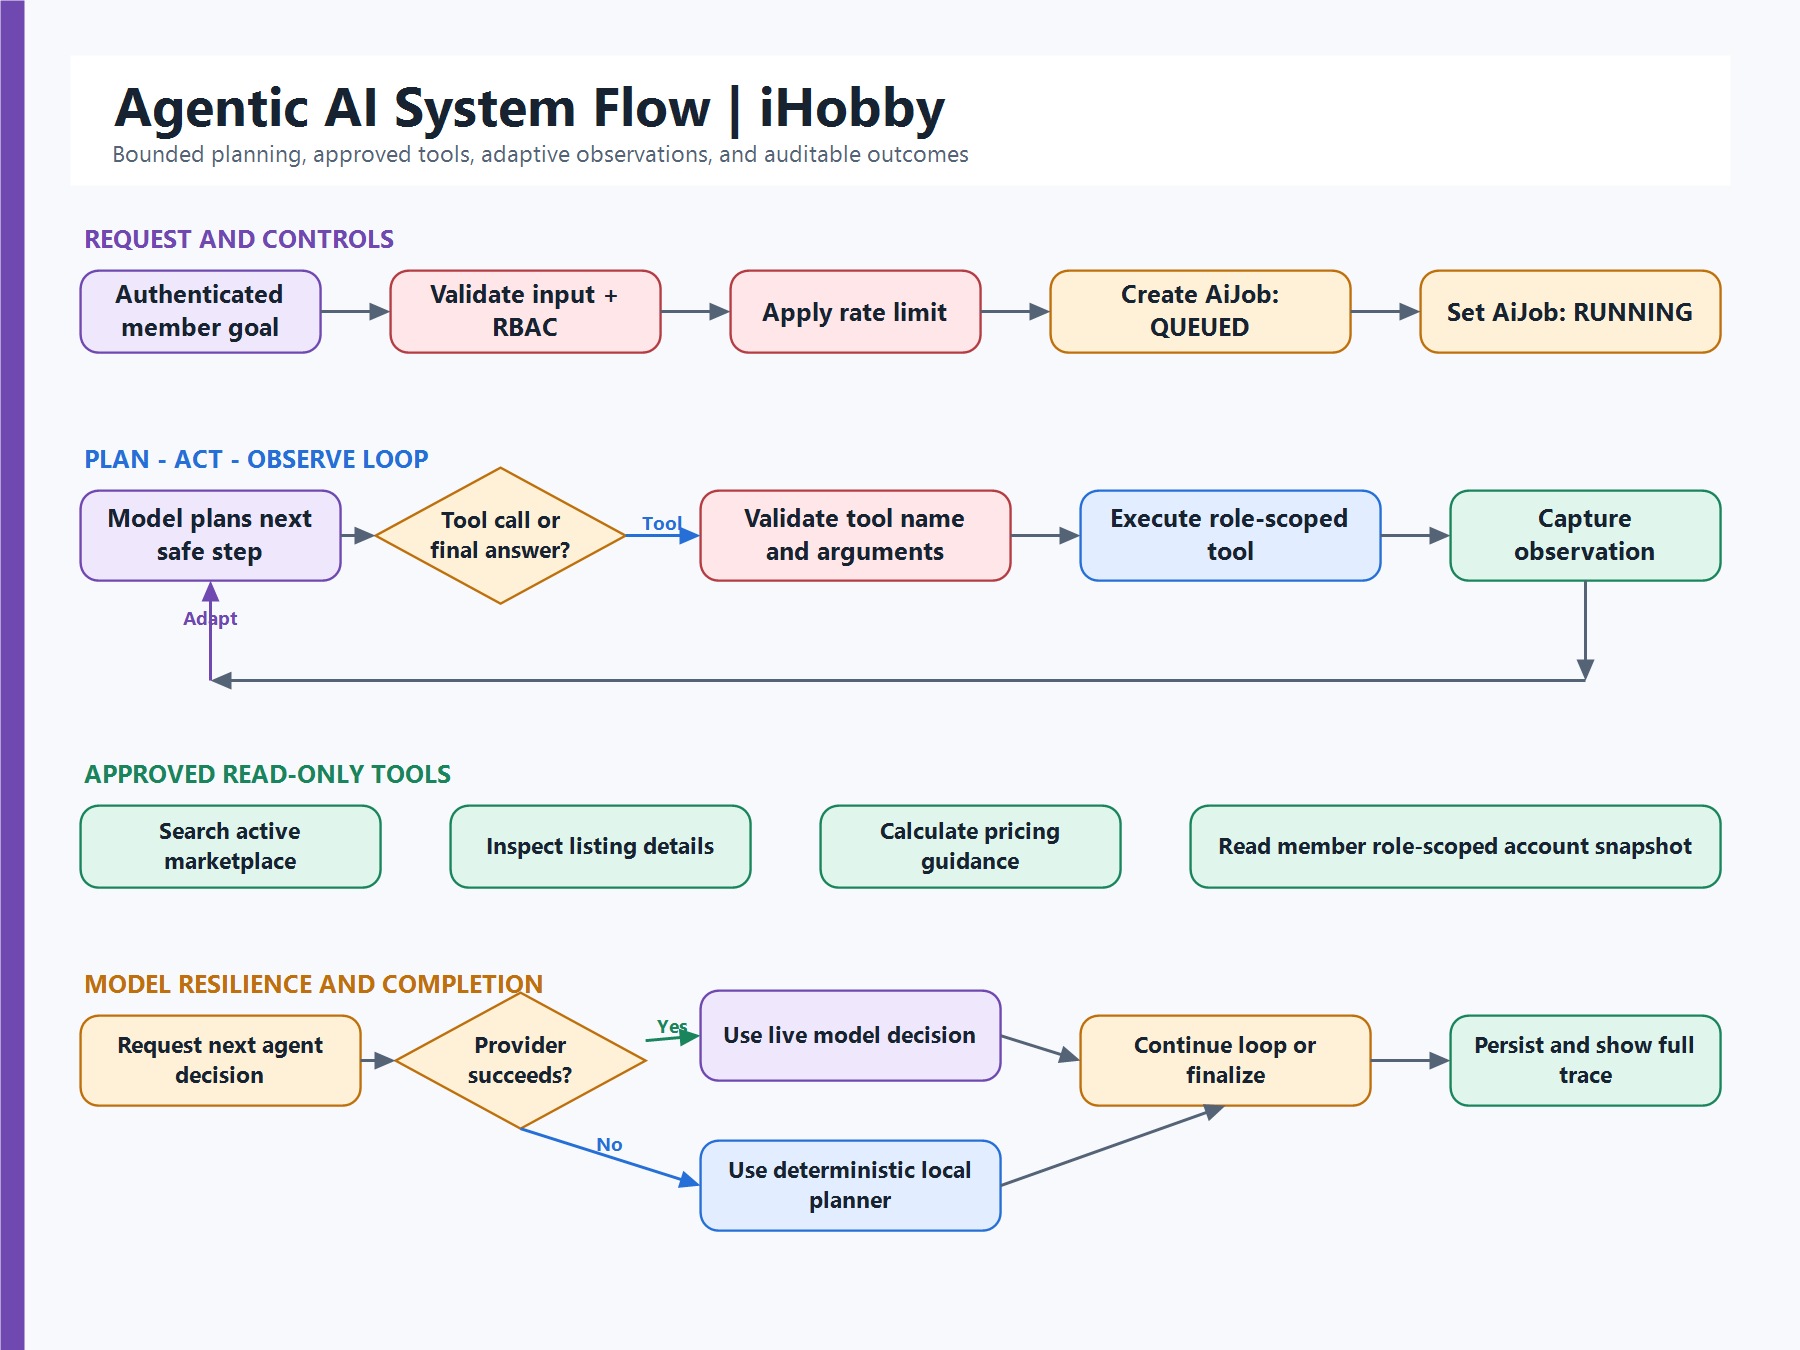 Agentic AI System Flow | iHobby
Bounded planning, approved tools, adaptive observations, and auditable outcomes
REQUEST AND CONTROLS
Authenticated
member goal
Validate input +
RBAC
Apply rate limit
Create AiJob:
QUEUED
Set AiJob: RUNNING
PLAN - ACT - OBSERVE LOOP
Model plans next
safe step
Tool call or
final answer?
Tool
Validate tool name
and arguments
Execute role-scoped
tool
Capture
observation
Adapt
APPROVED READ-ONLY TOOLS
Search active
marketplace
Inspect listing details
Calculate pricing
guidance
Read member role-scoped account snapshot
MODEL RESILIENCE AND COMPLETION
Request next agent
decision
Provider
succeeds?
Yes
Use live model decision
Continue loop or
finalize
Persist and show full
trace
No
Use deterministic local
planner